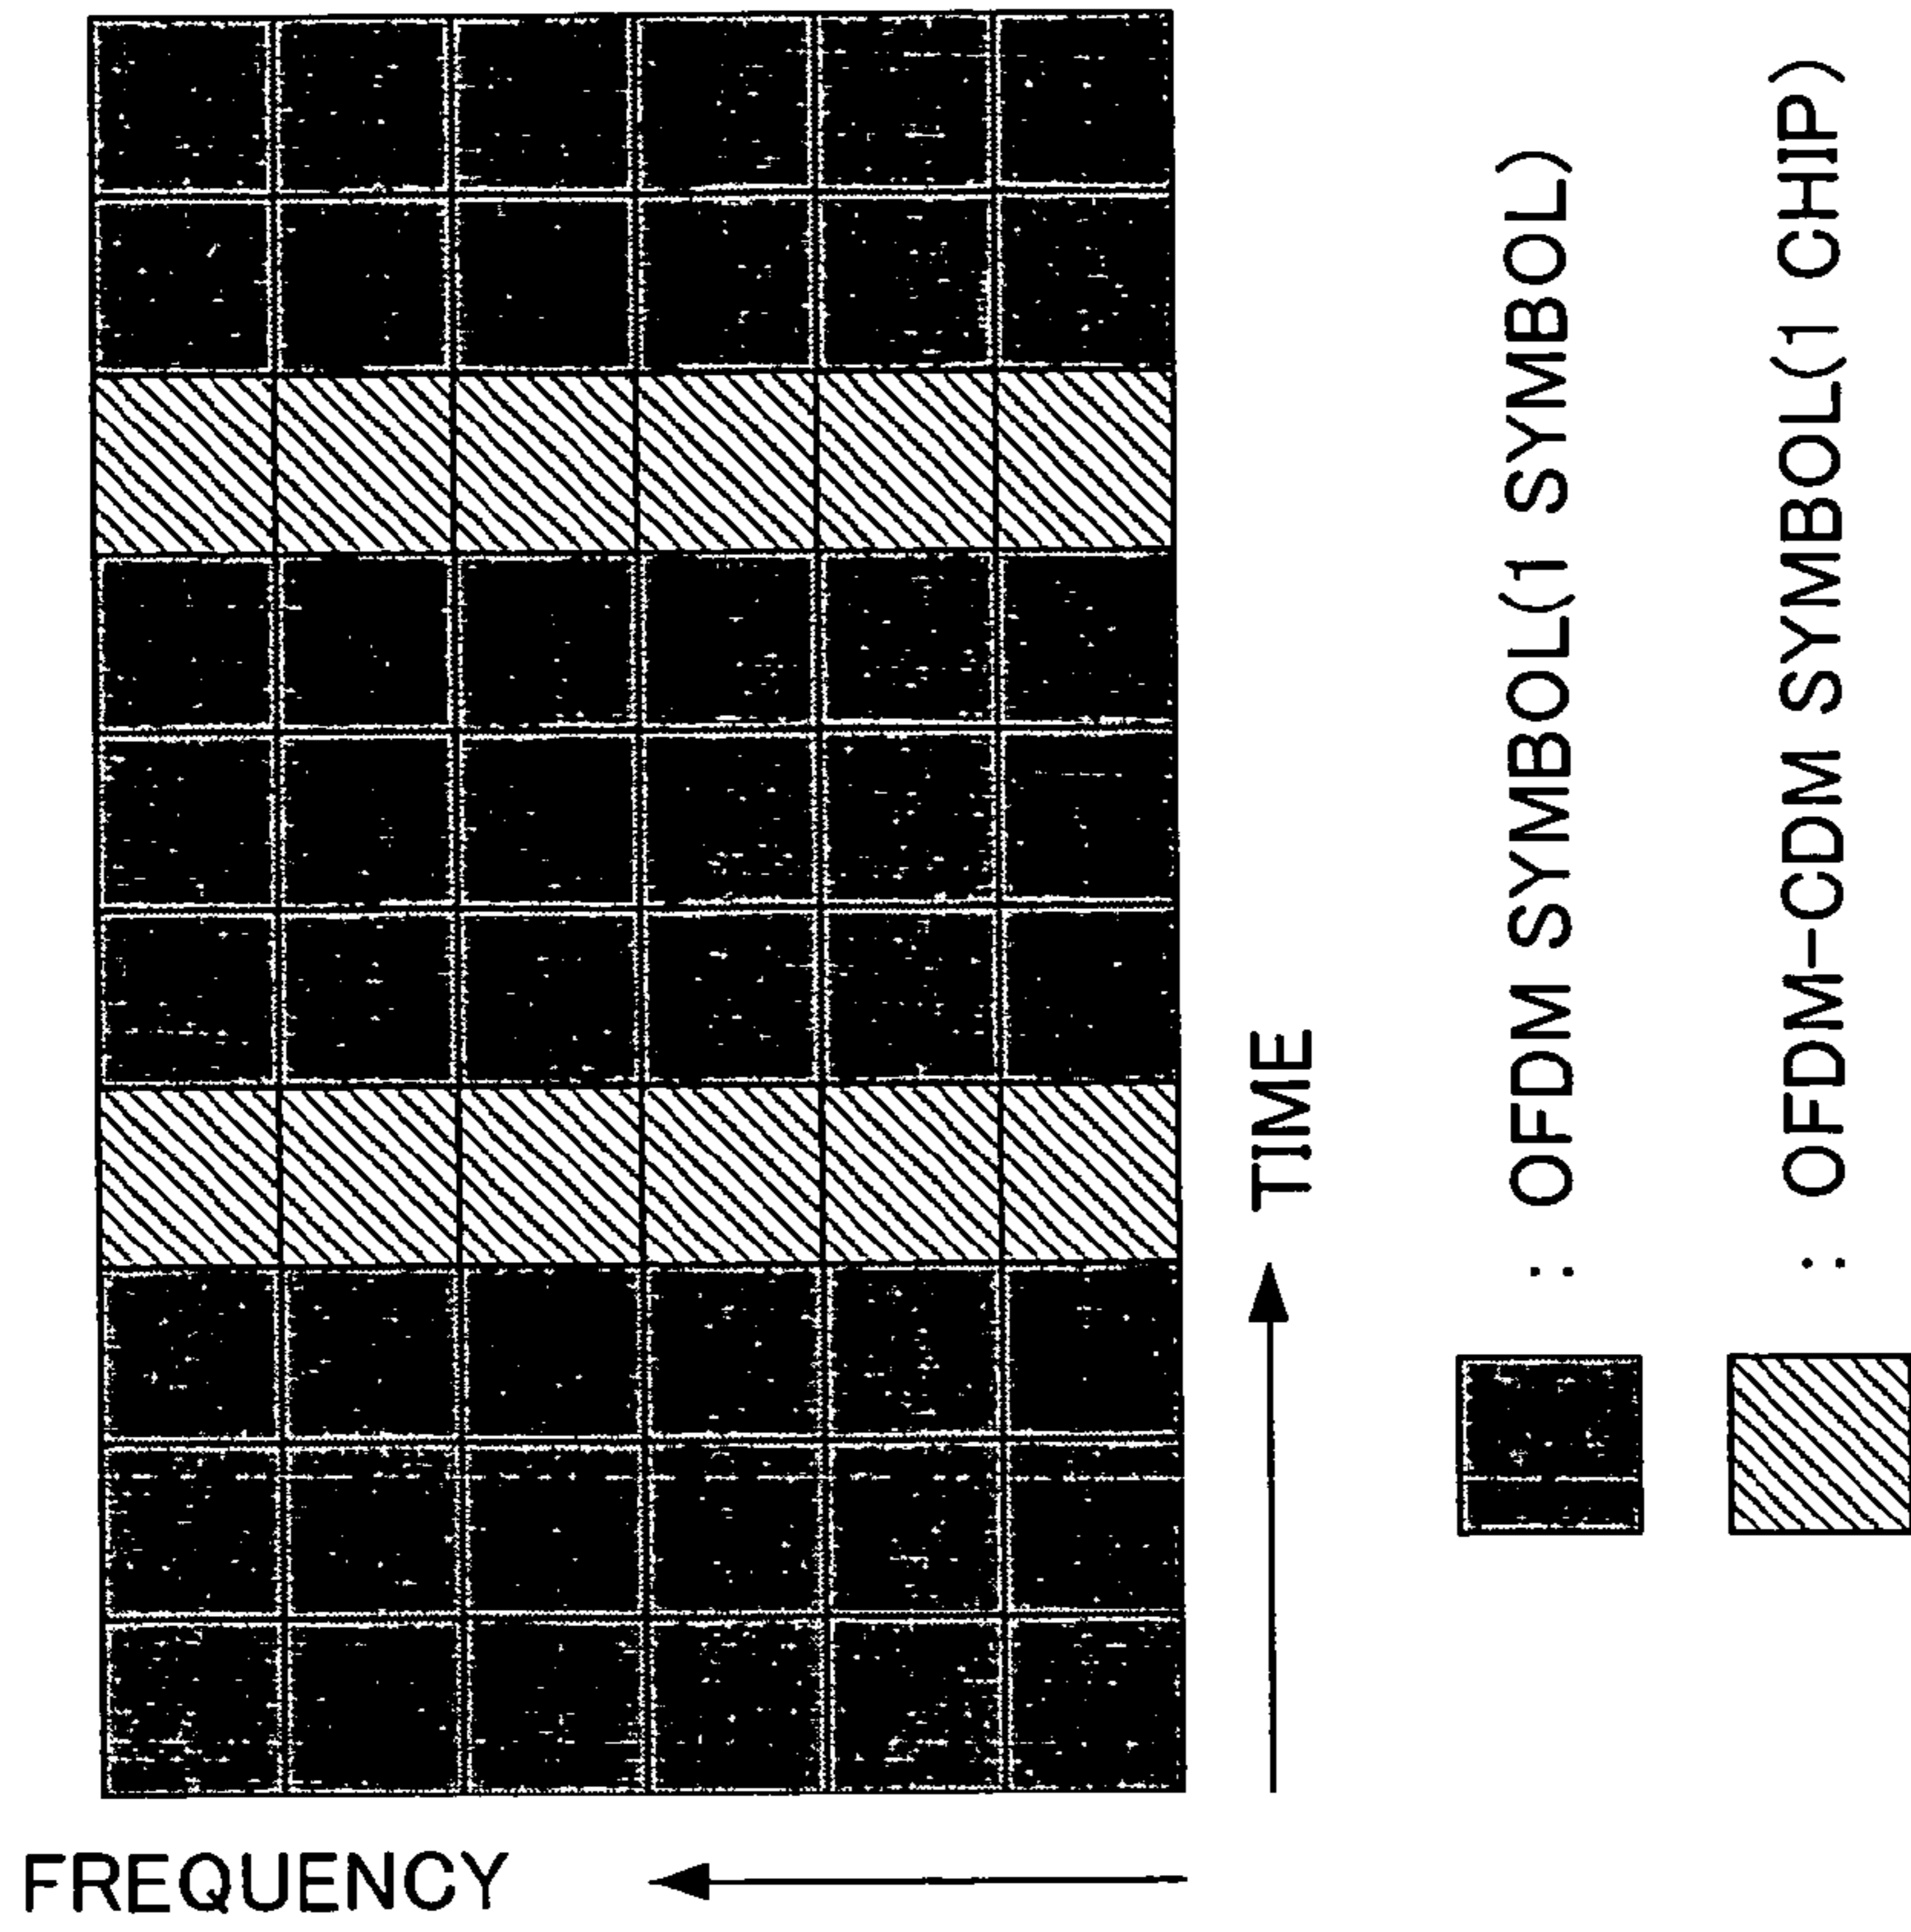 FREQUENCY
TIME
: OFDM SYMBOL(1 SYMBOL)
: OFDM-CDM SYMBOL(1 CHIP)